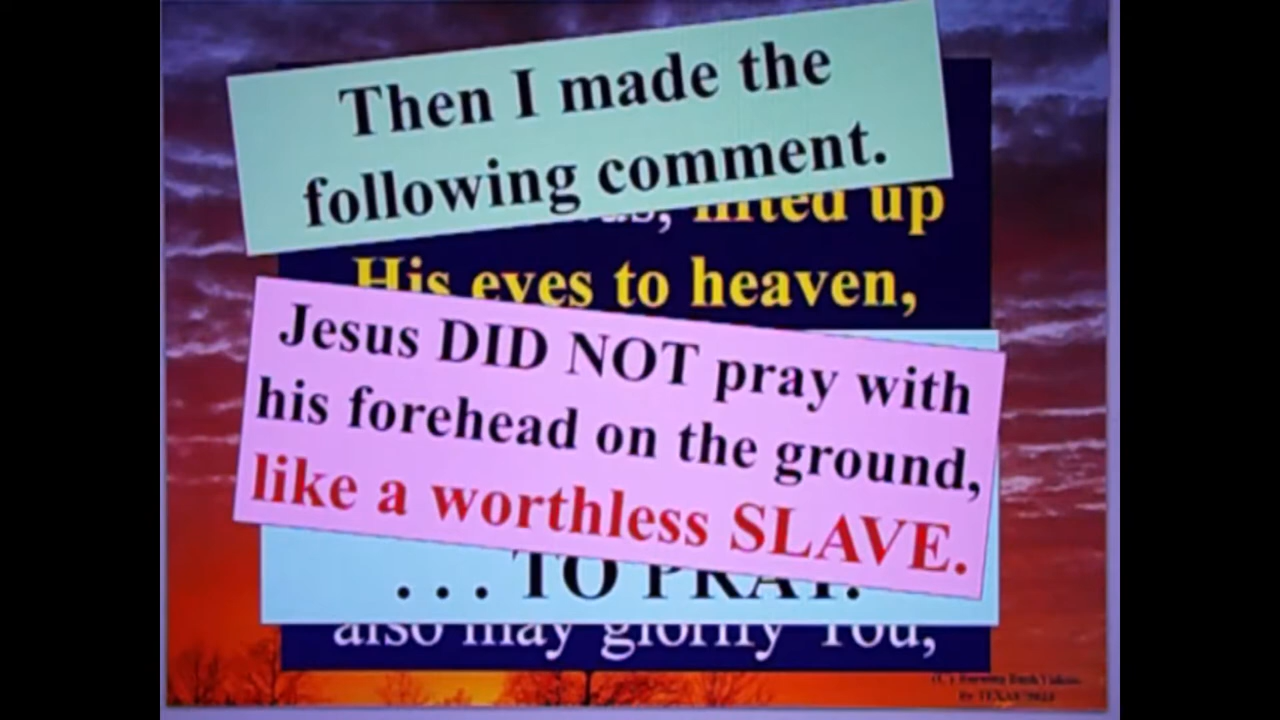 Then I made the
following comment.
lifted up
His eyes to heaven,
Jesus DID NOT pray with
his forehead on the ground,
like a worthless SLAVE.
. . . TO PRAY.
also may glorify You,